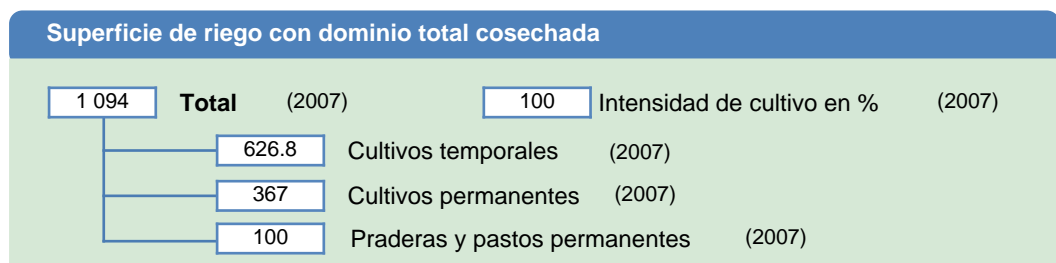 Superficie de riego con dominio total cosechada
1 094 Total (2007) 100 Intensidad de cultivo en % (2007)
626.8 Cultivos temporales (2007)
367 Cultivos permanentes (2007)
100 Praderas y pastos permanentes (2007)